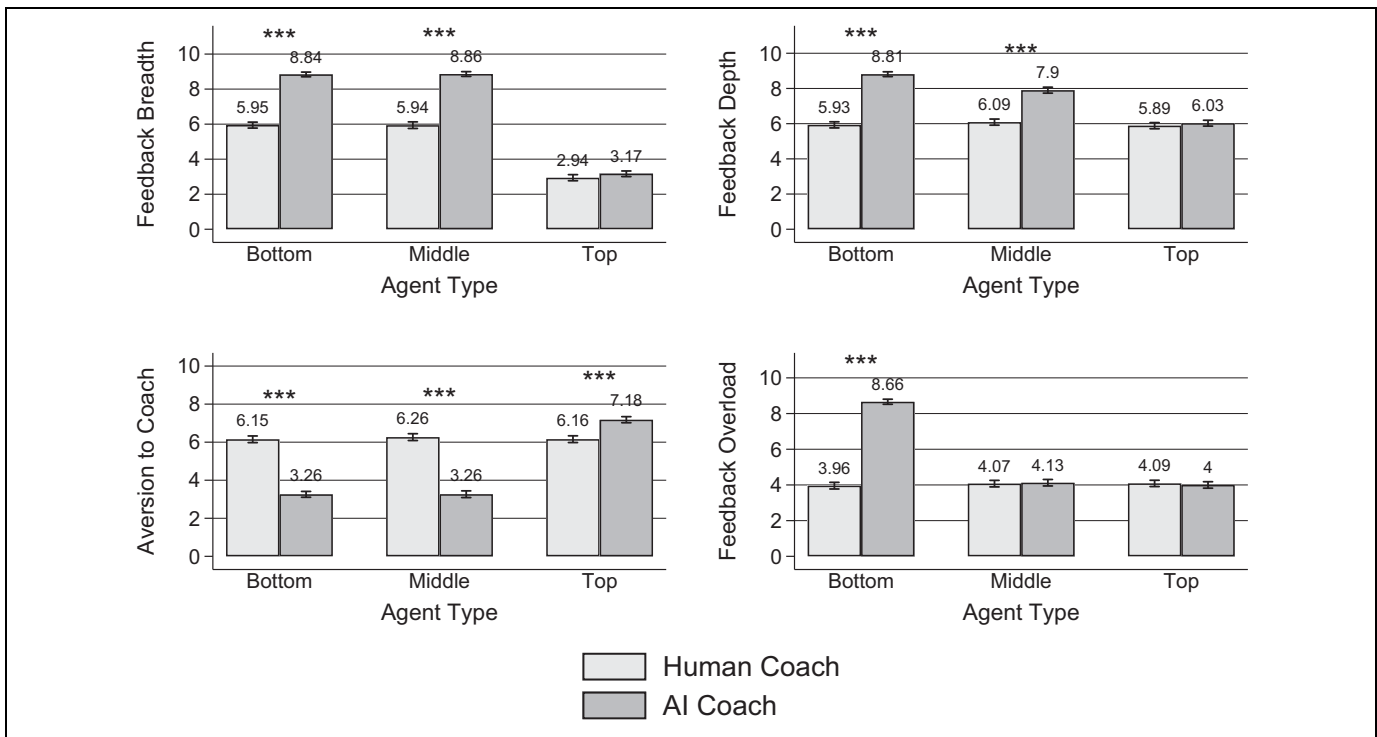 Feedback Breadth
10
8
6
4
2
0
***
***
5.95
8.84
5.94
8.86
2.94
3.17
Bottom
Middle
Top
Agent Type
Feedback Depth
10
8
6
4
2
0
***
***
5.93
8.81
6.09
7.9
5.89
6.03
Bottom
Middle
Top
Agent Type
Aversion to Coach
10
8
6
4
2
0
***
***
***
6.15
3.26
6.26
3.26
6.16
7.18
Bottom
Middle
Top
Agent Type
Feedback Overload
10
8
6
4
2
0
***
3.96
8.66
4.07
4.13
4.09
4
Bottom
Middle
Top
Agent Type
Human Coach
AI Coach